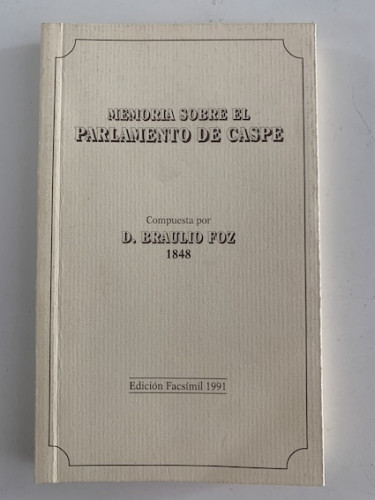 MEMORIA SOBRE EL
PARLAMENTO DE CASPE
Compuesta por
D. BRAULIO FOZ
1848
Edición Facsímil 1991